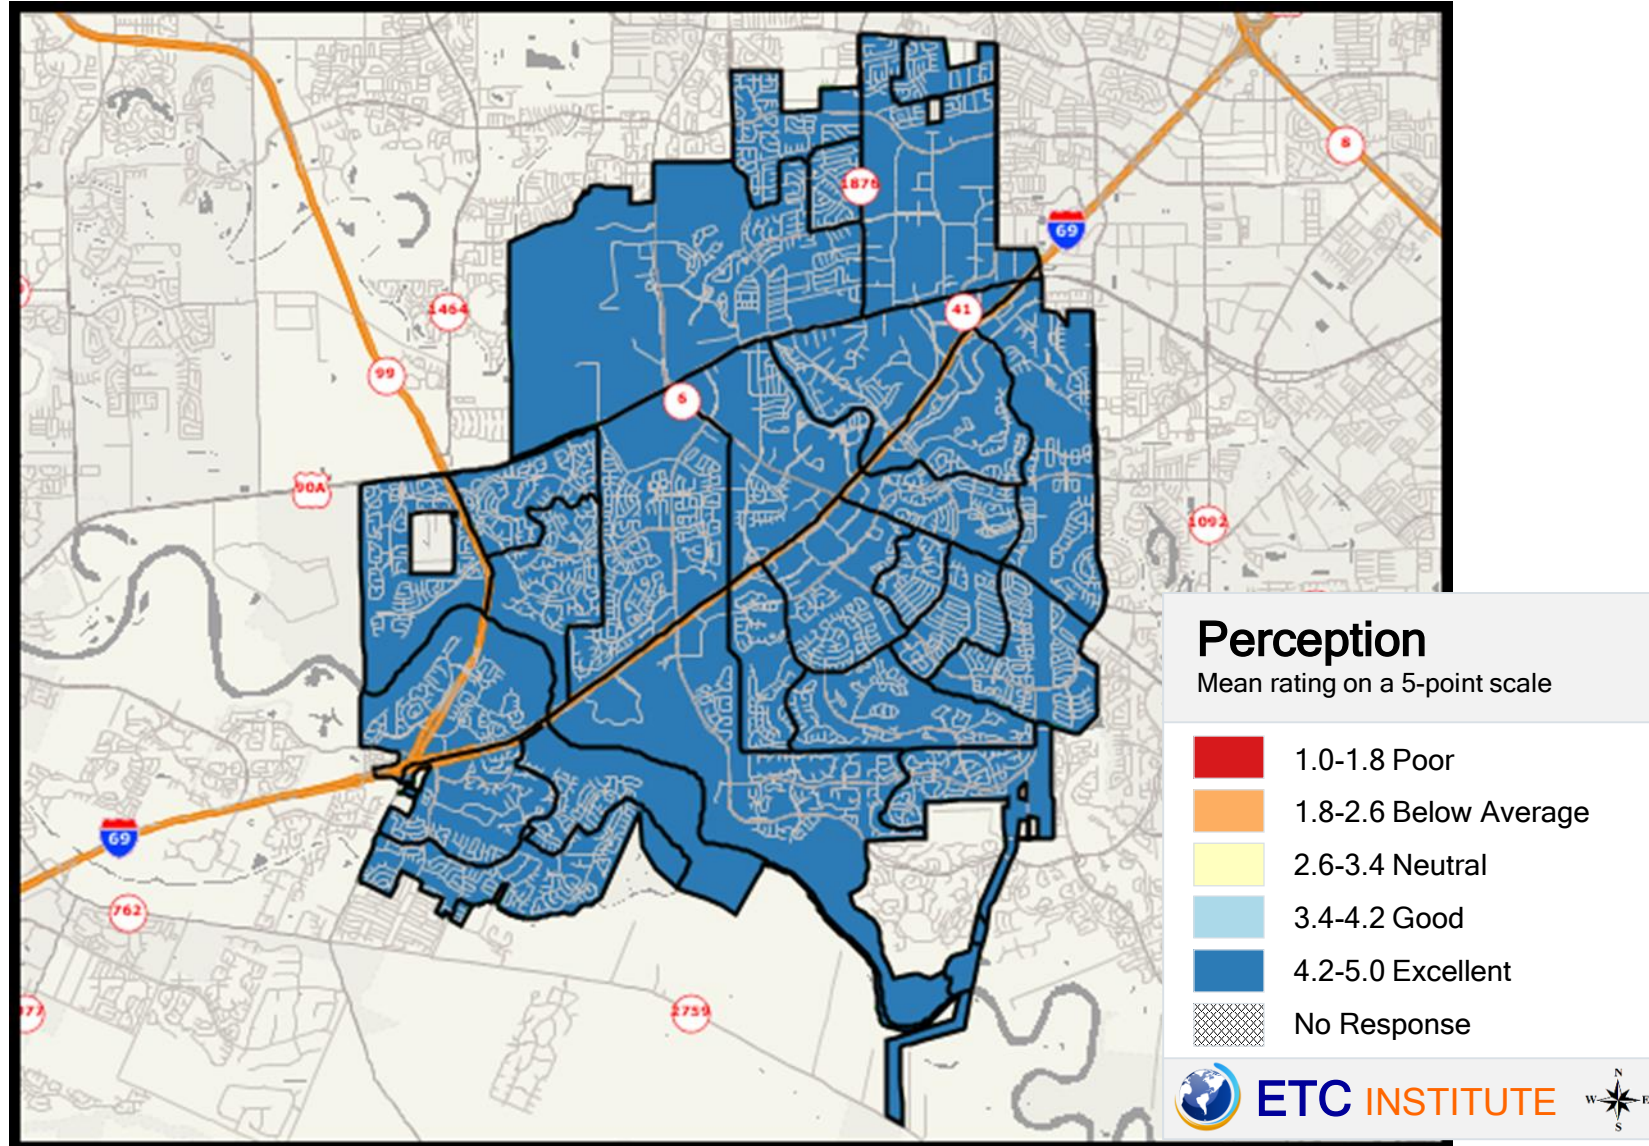 8
1876
69
1464
41
99
6
90A
1092
Perception
Mean rating on a 5-point scale
1.0-1.8 Poor
1.8-2.6 Below Average
2.6-3.4 Neutral
3.4-4.2 Good
4.2-5.0 Excellent
No Response
69
762
2759
ETC INSTITUTE
N
W
E
S